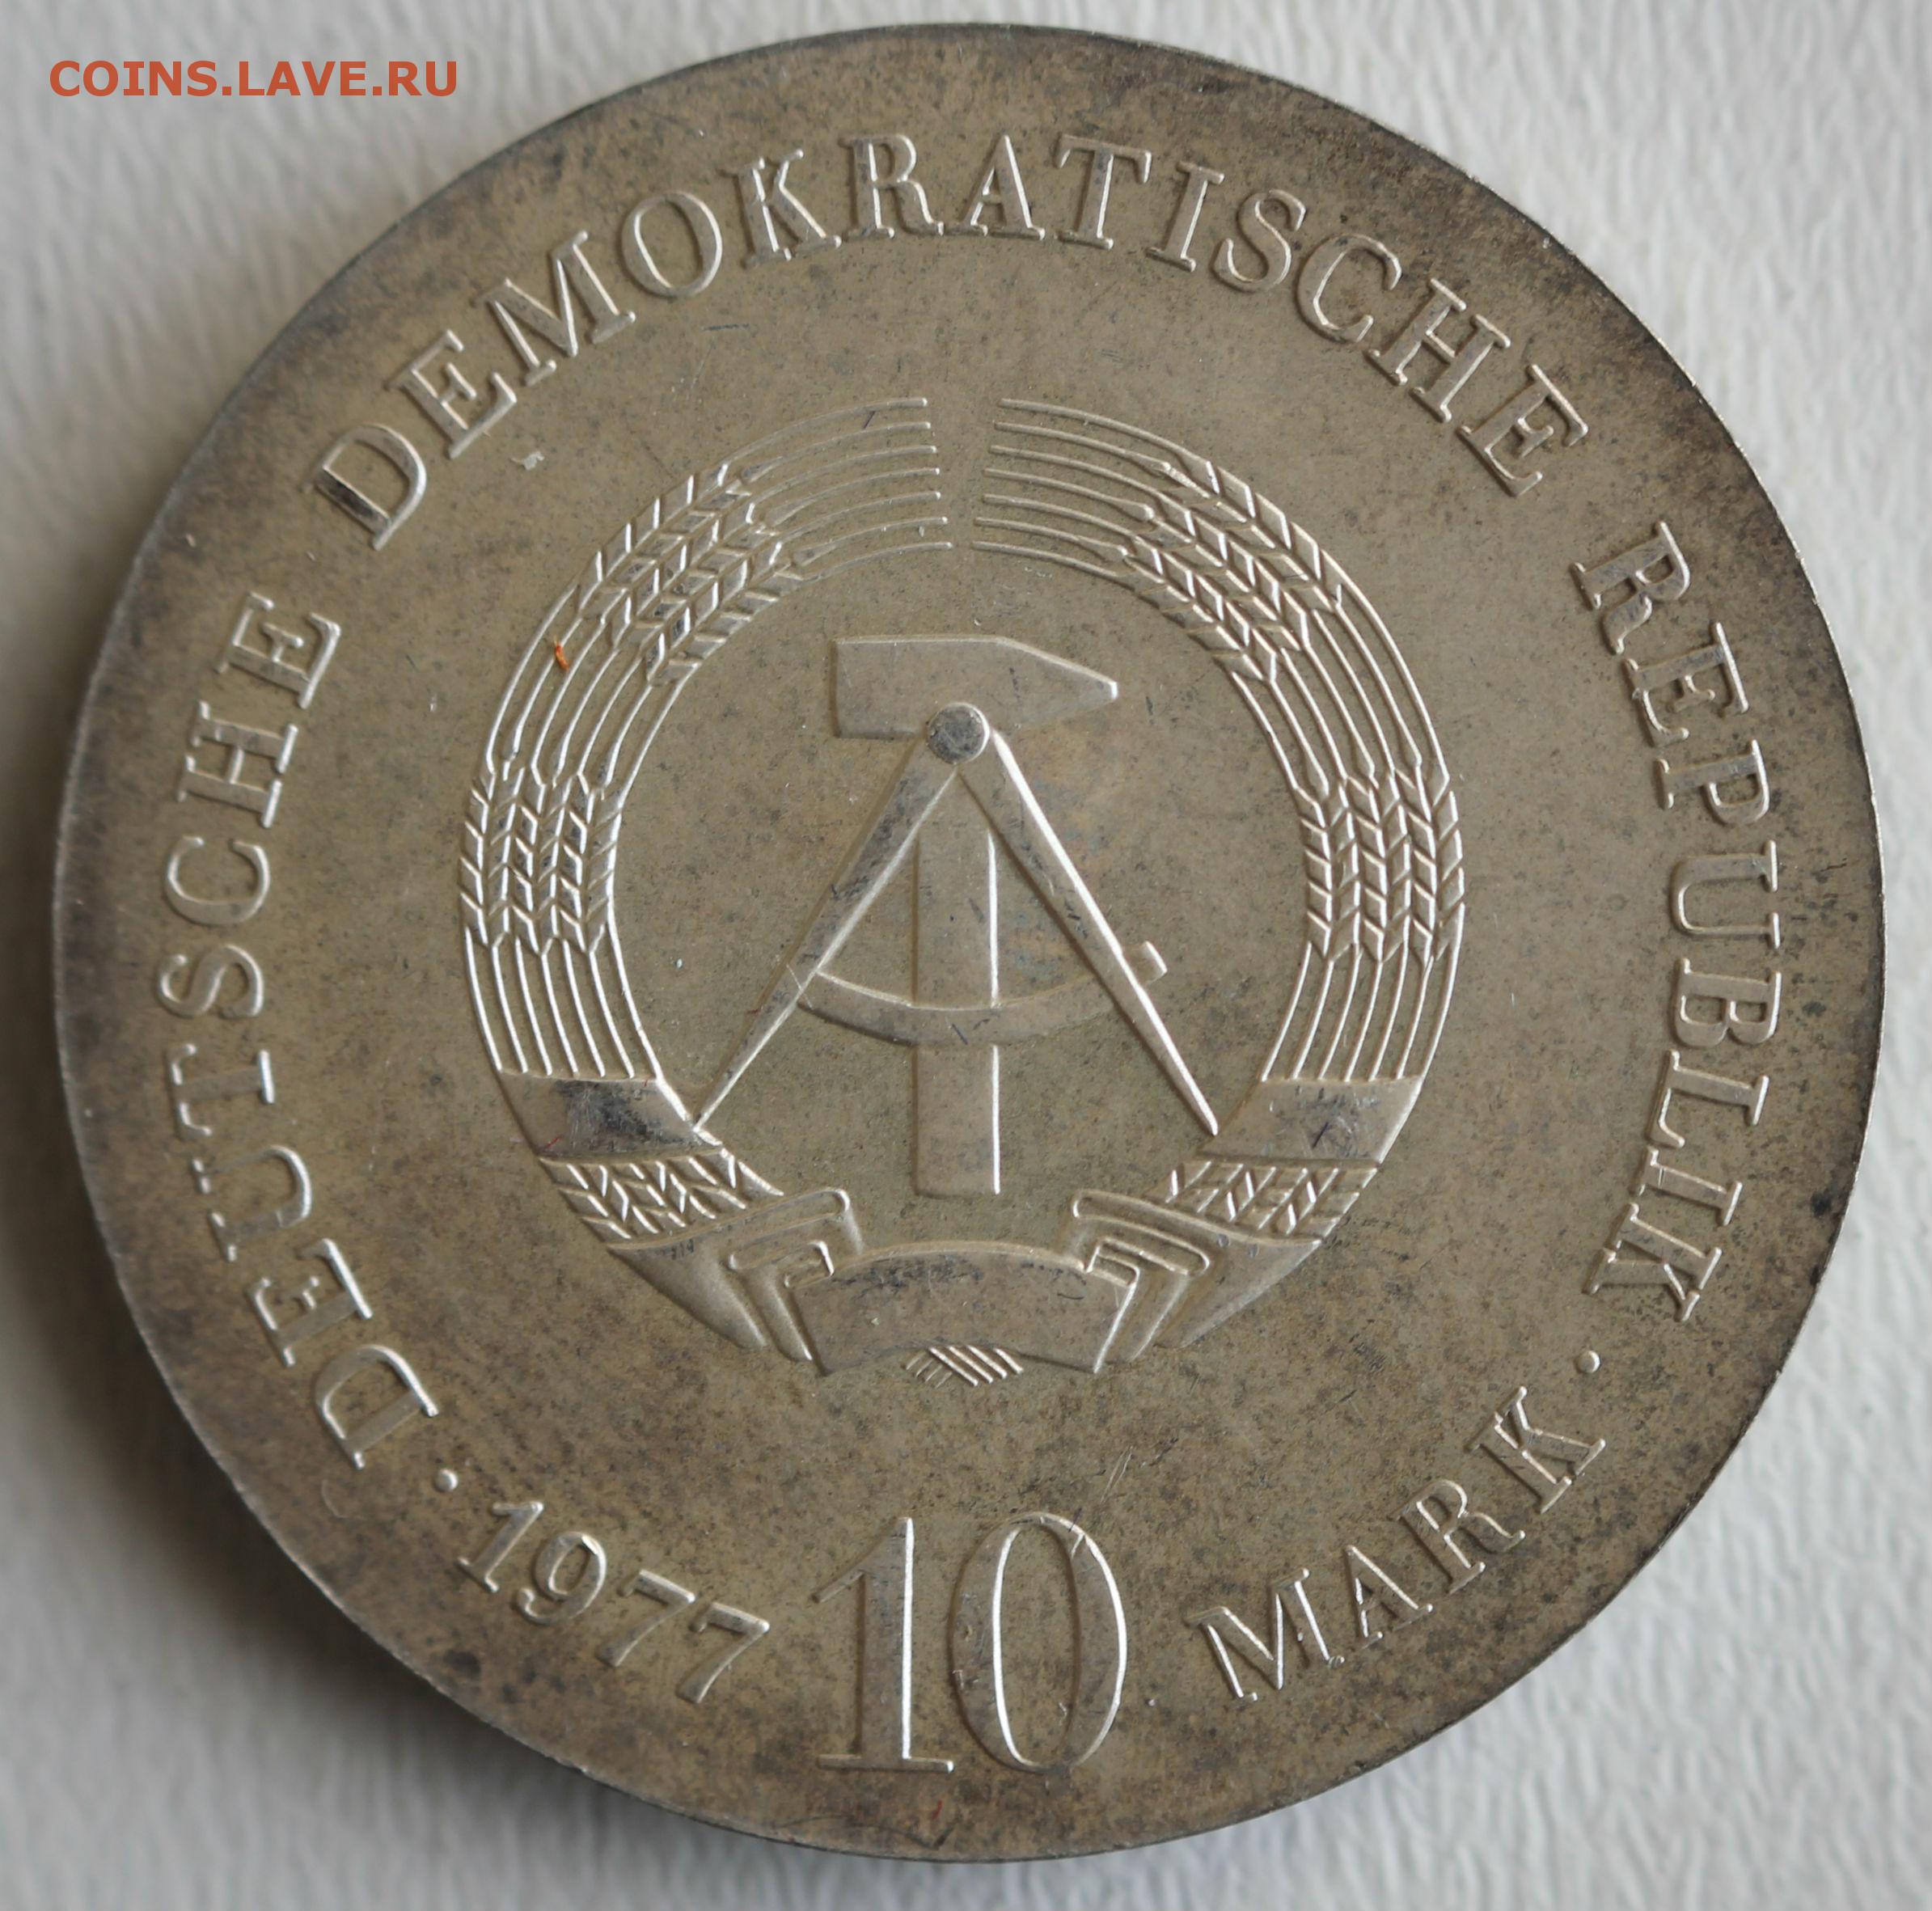 COINS.LAVE.RU
DEUTSCHE DEMOKRATISCHE REPUBLIK
· 1977 10 MARK ·